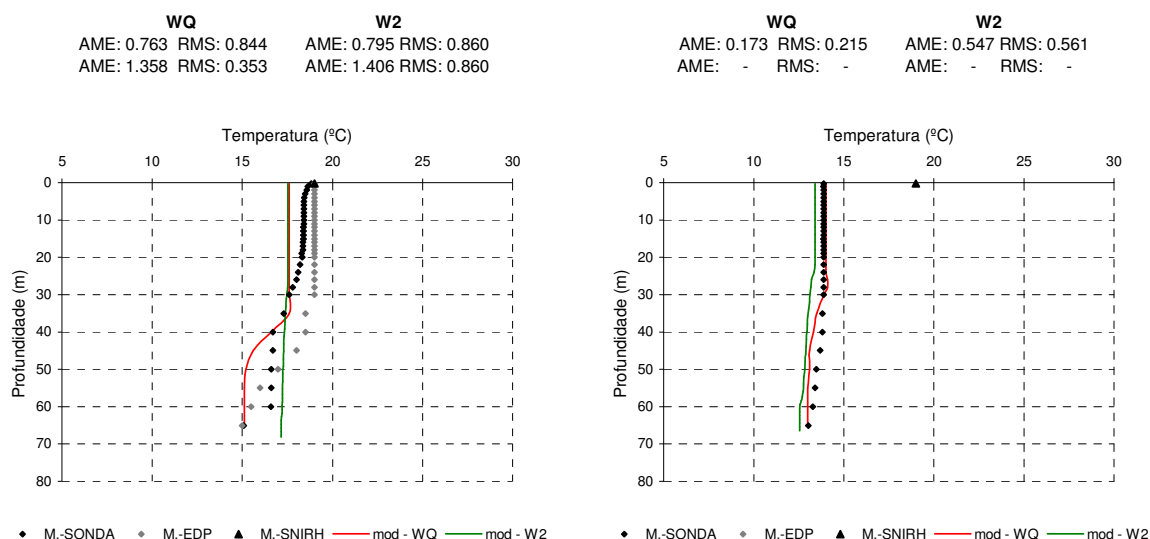 WQ W2
AME: 0.763 RMS: 0.844 AME: 0.795 RMS: 0.860
AME: 1.358 RMS: 0.353 AME: 1.406 RMS: 0.860
Temperatura (ºC)
5 10 15 20 25 30
Profundidade (m)
0
10
20
30
40
50
60
70
80
M.-SONDA M.-EDP M.-SNIRH mod - WQ mod - W2
WQ W2
AME: 0.173 RMS: 0.215 AME: 0.547 RMS: 0.561
AME: - RMS: - AME: - RMS: -
Temperatura (ºC)
5 10 15 20 25 30
Profundidade (m)
0
10
20
30
40
50
60
70
80
M.-SONDA M.-EDP M.-SNIRH mod - WQ mod - W2